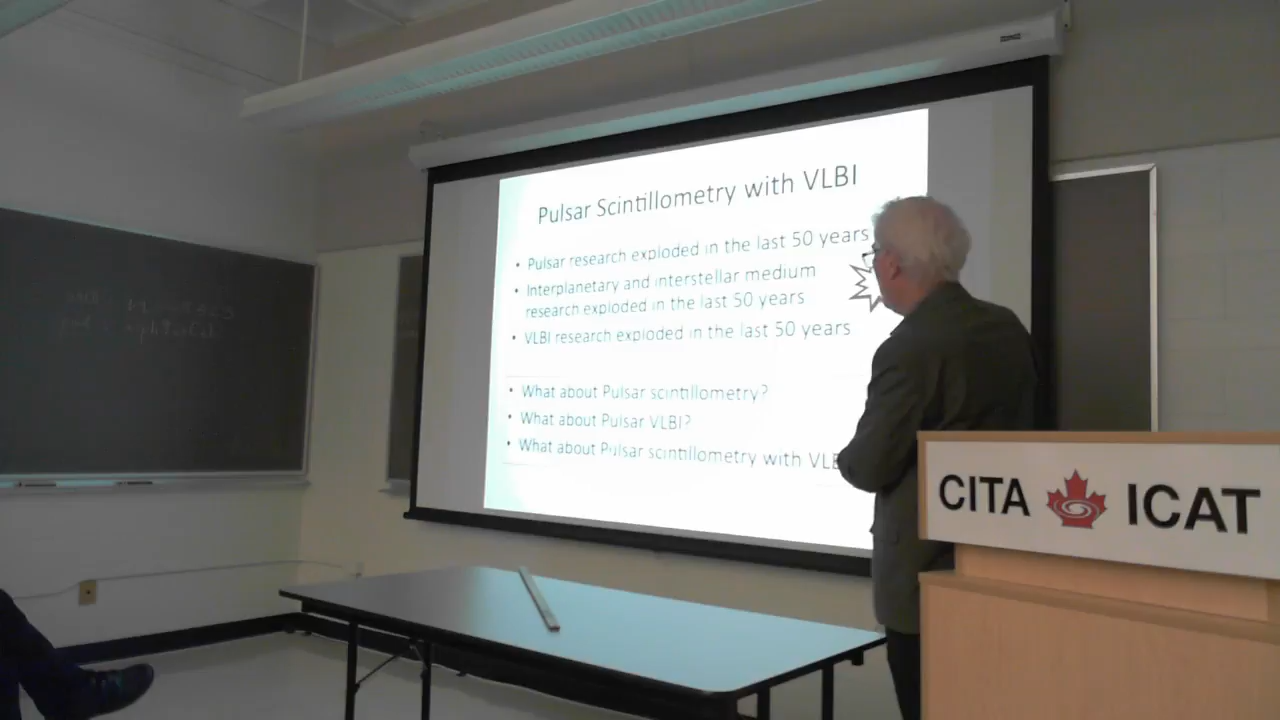 Pulsar Scintillometry with VLBI
• Pulsar research exploded in the last 50 years
• Interplanetary and interstellar medium
research exploded in the last 50 years
• VLBI research exploded in the last 50 years
• What about Pulsar scintillometry?
• What about Pulsar VLBI?
• What about Pulsar scintillometry with
CITA ICAT